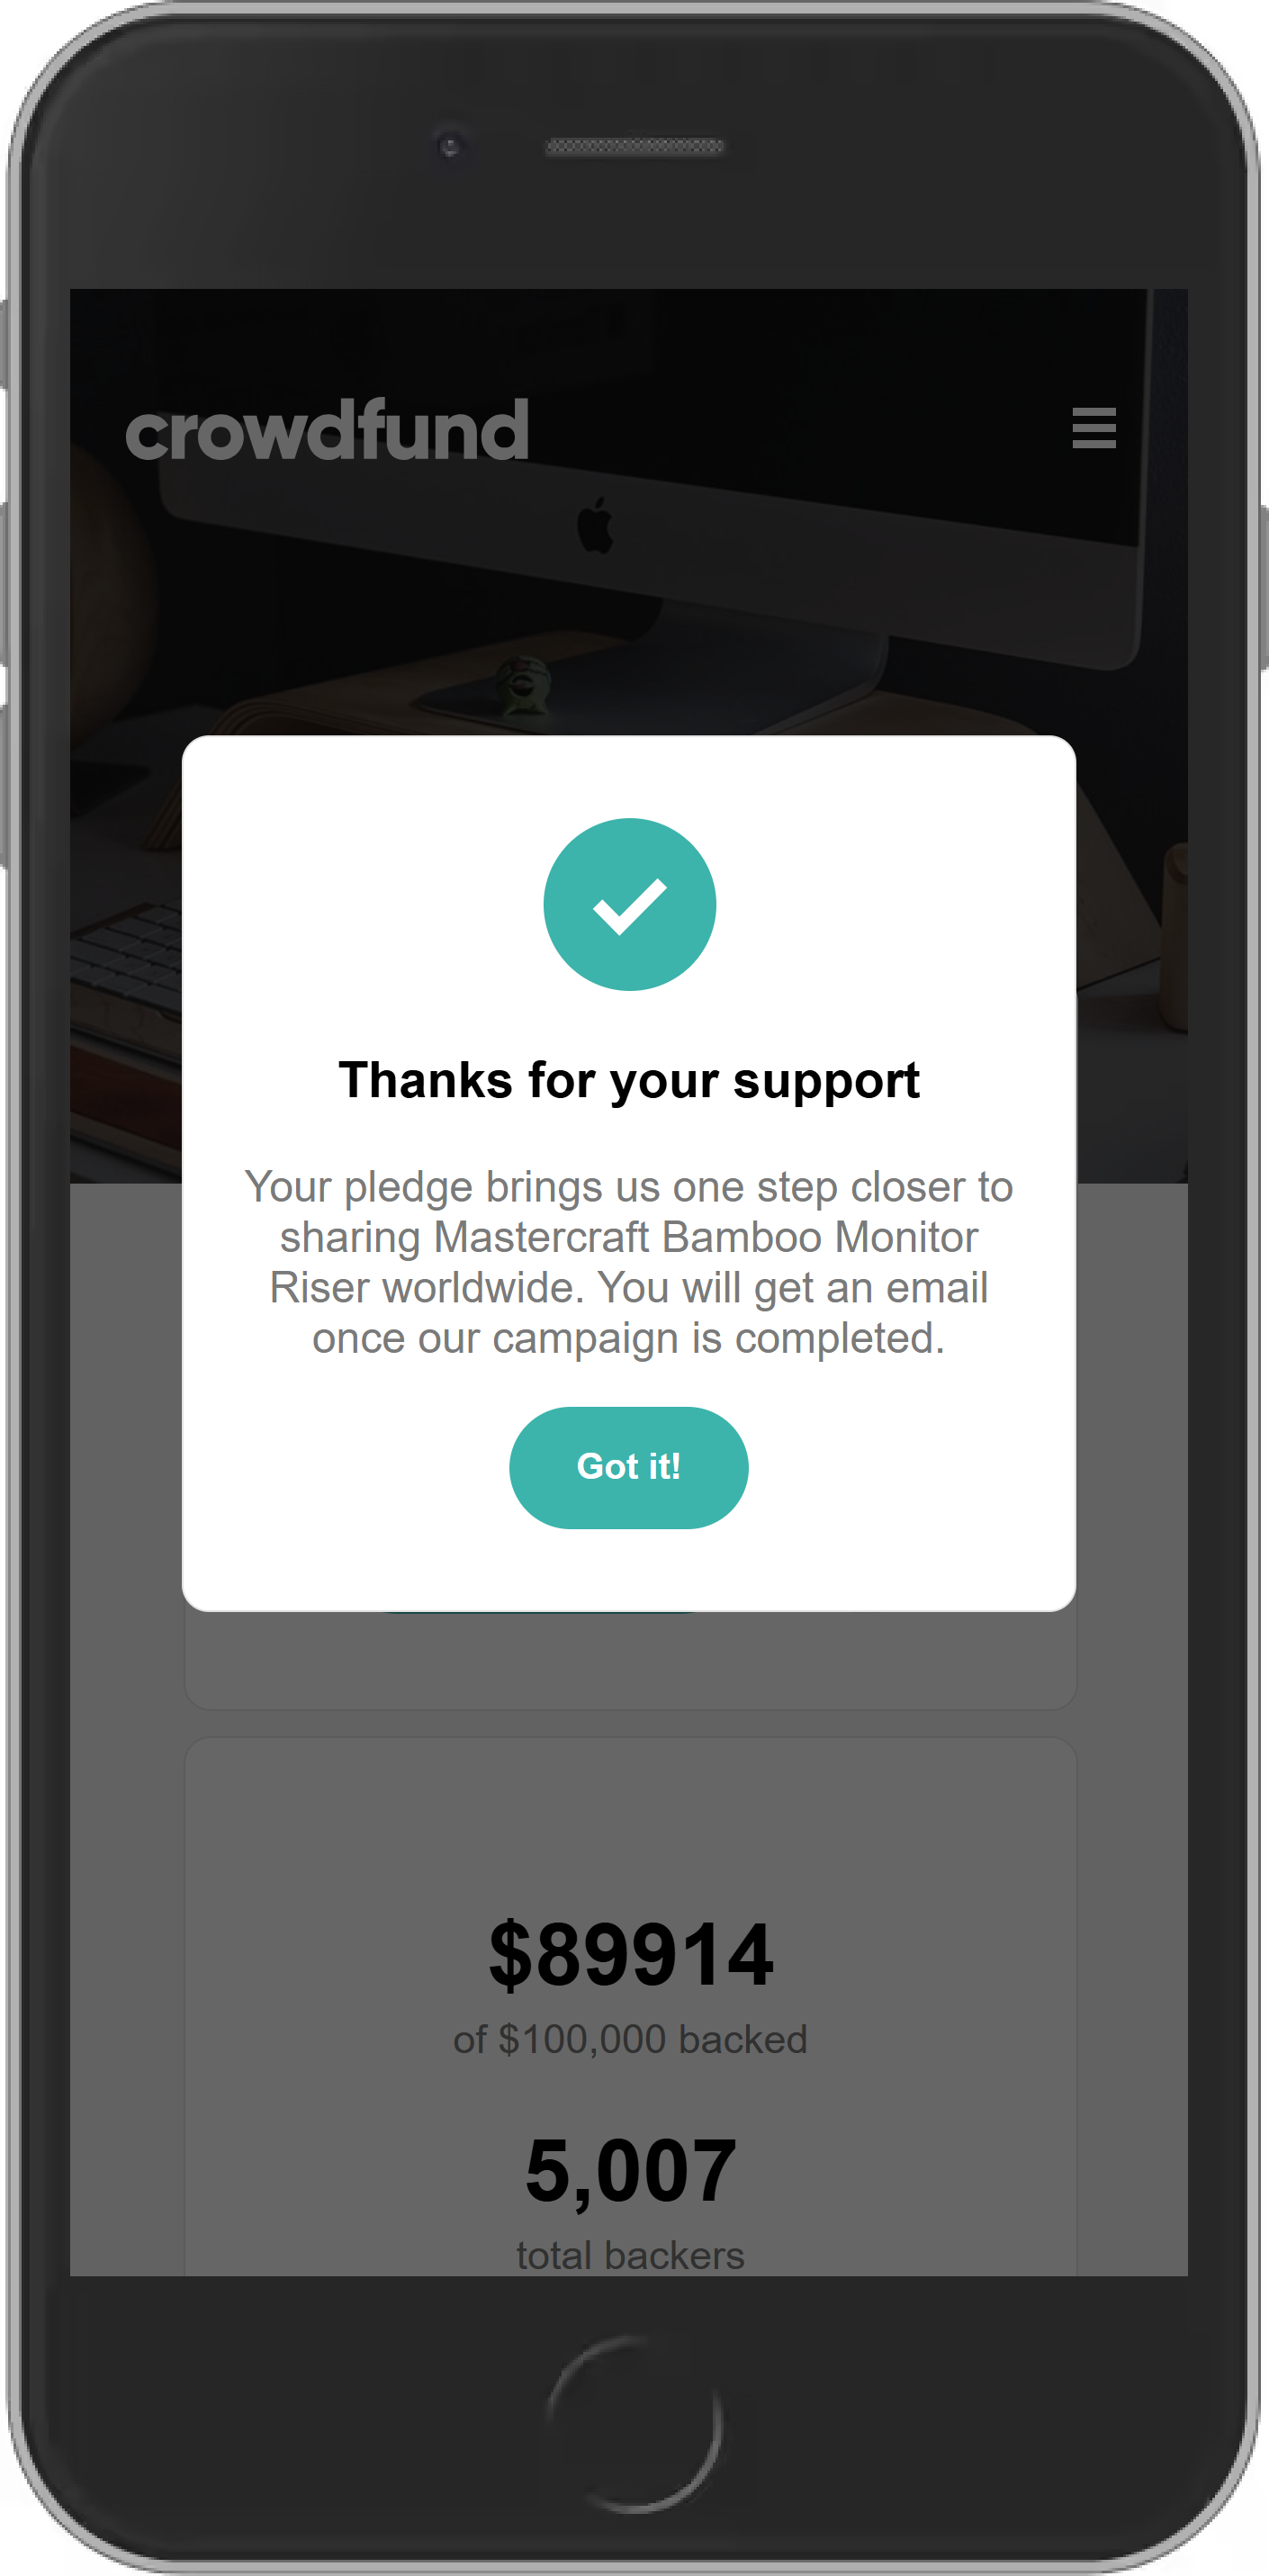 crowdfund
Thanks for your support
Your pledge brings us one step closer to
sharing Mastercraft Bamboo Monitor
Riser worldwide. You will get an email
once our campaign is completed.
Got it!
$89914
of $100,000 backed
5,007
total backers